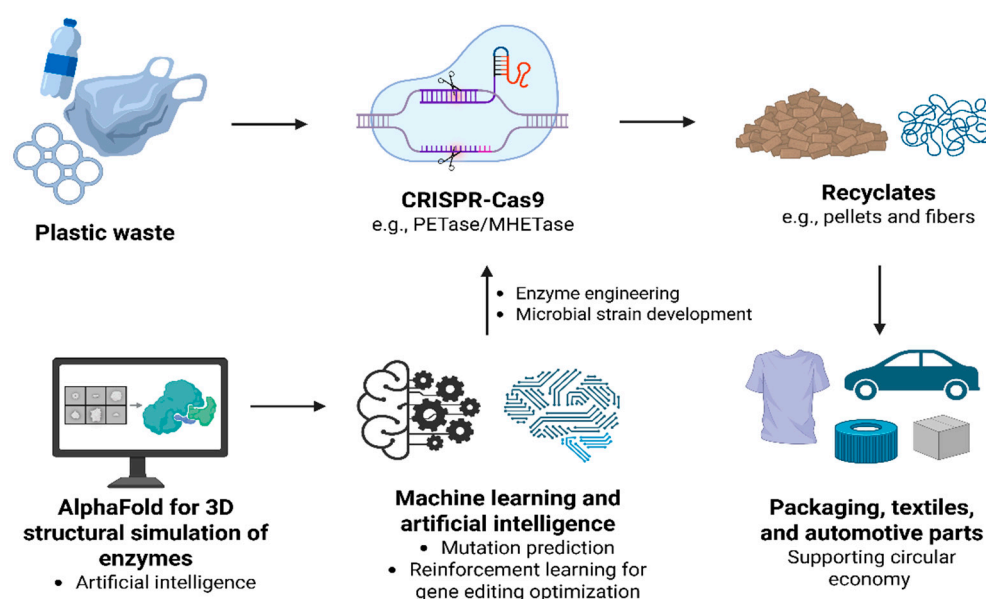 Plastic waste
CRISPR-Cas9
e.g., PETase/MHETase
Recyclates
e.g., pellets and fibers
• Enzyme engineering
• Microbial strain development
AlphaFold for 3D
structural simulation of
enzymes
• Artificial intelligence
Machine learning and
artificial intelligence
• Mutation prediction
• Reinforcement learning for
gene editing optimization
Packaging, textiles,
and automotive parts
Supporting circular
economy